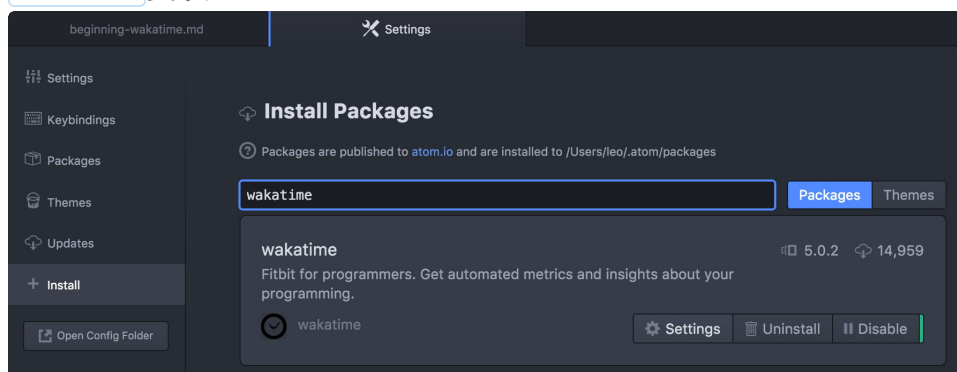 beginning-wakatime.md
Settings
Settings
Keybindings
Packages
Themes
Updates
Install
Open Config Folder
Install Packages
Packages are published to atom.io and are installed to /Users/leo/.atom/packages
wakatime
Packages Themes
wakatime
5.0.2 14,959
Fitbit for programmers. Get automated metrics and insights about your
programming.
wakatime
Settings Uninstall Disable